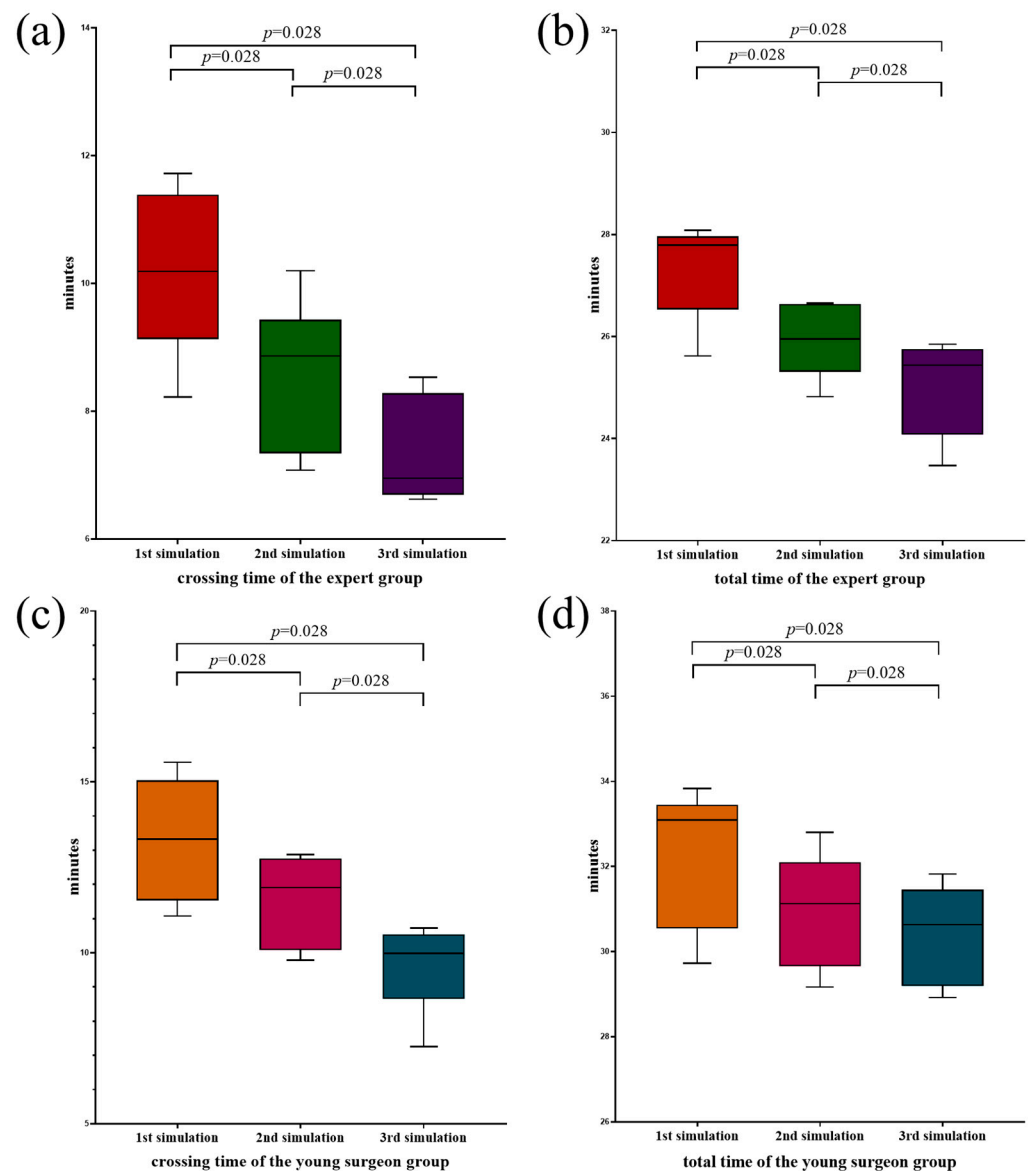 (a)
14
p=0.028
p=0.028
p=0.028
12
10
8
6
minutes
1st simulation 2nd simulation 3rd simulation
crossing time of the expert group
(b)
32
p=0.028
p=0.028
p=0.028
30
28
26
24
22
minutes
1st simulation 2nd simulation 3rd simulation
total time of the expert group
(c)
20
p=0.028
p=0.028
p=0.028
15
10
5
minutes
1st simulation 2nd simulation 3rd simulation
crossing time of the young surgeon group
(d)
38
p=0.028
p=0.028
p=0.028
36
34
32
30
28
26
minutes
1st simulation 2nd simulation 3rd simulation
total time of the young surgeon group